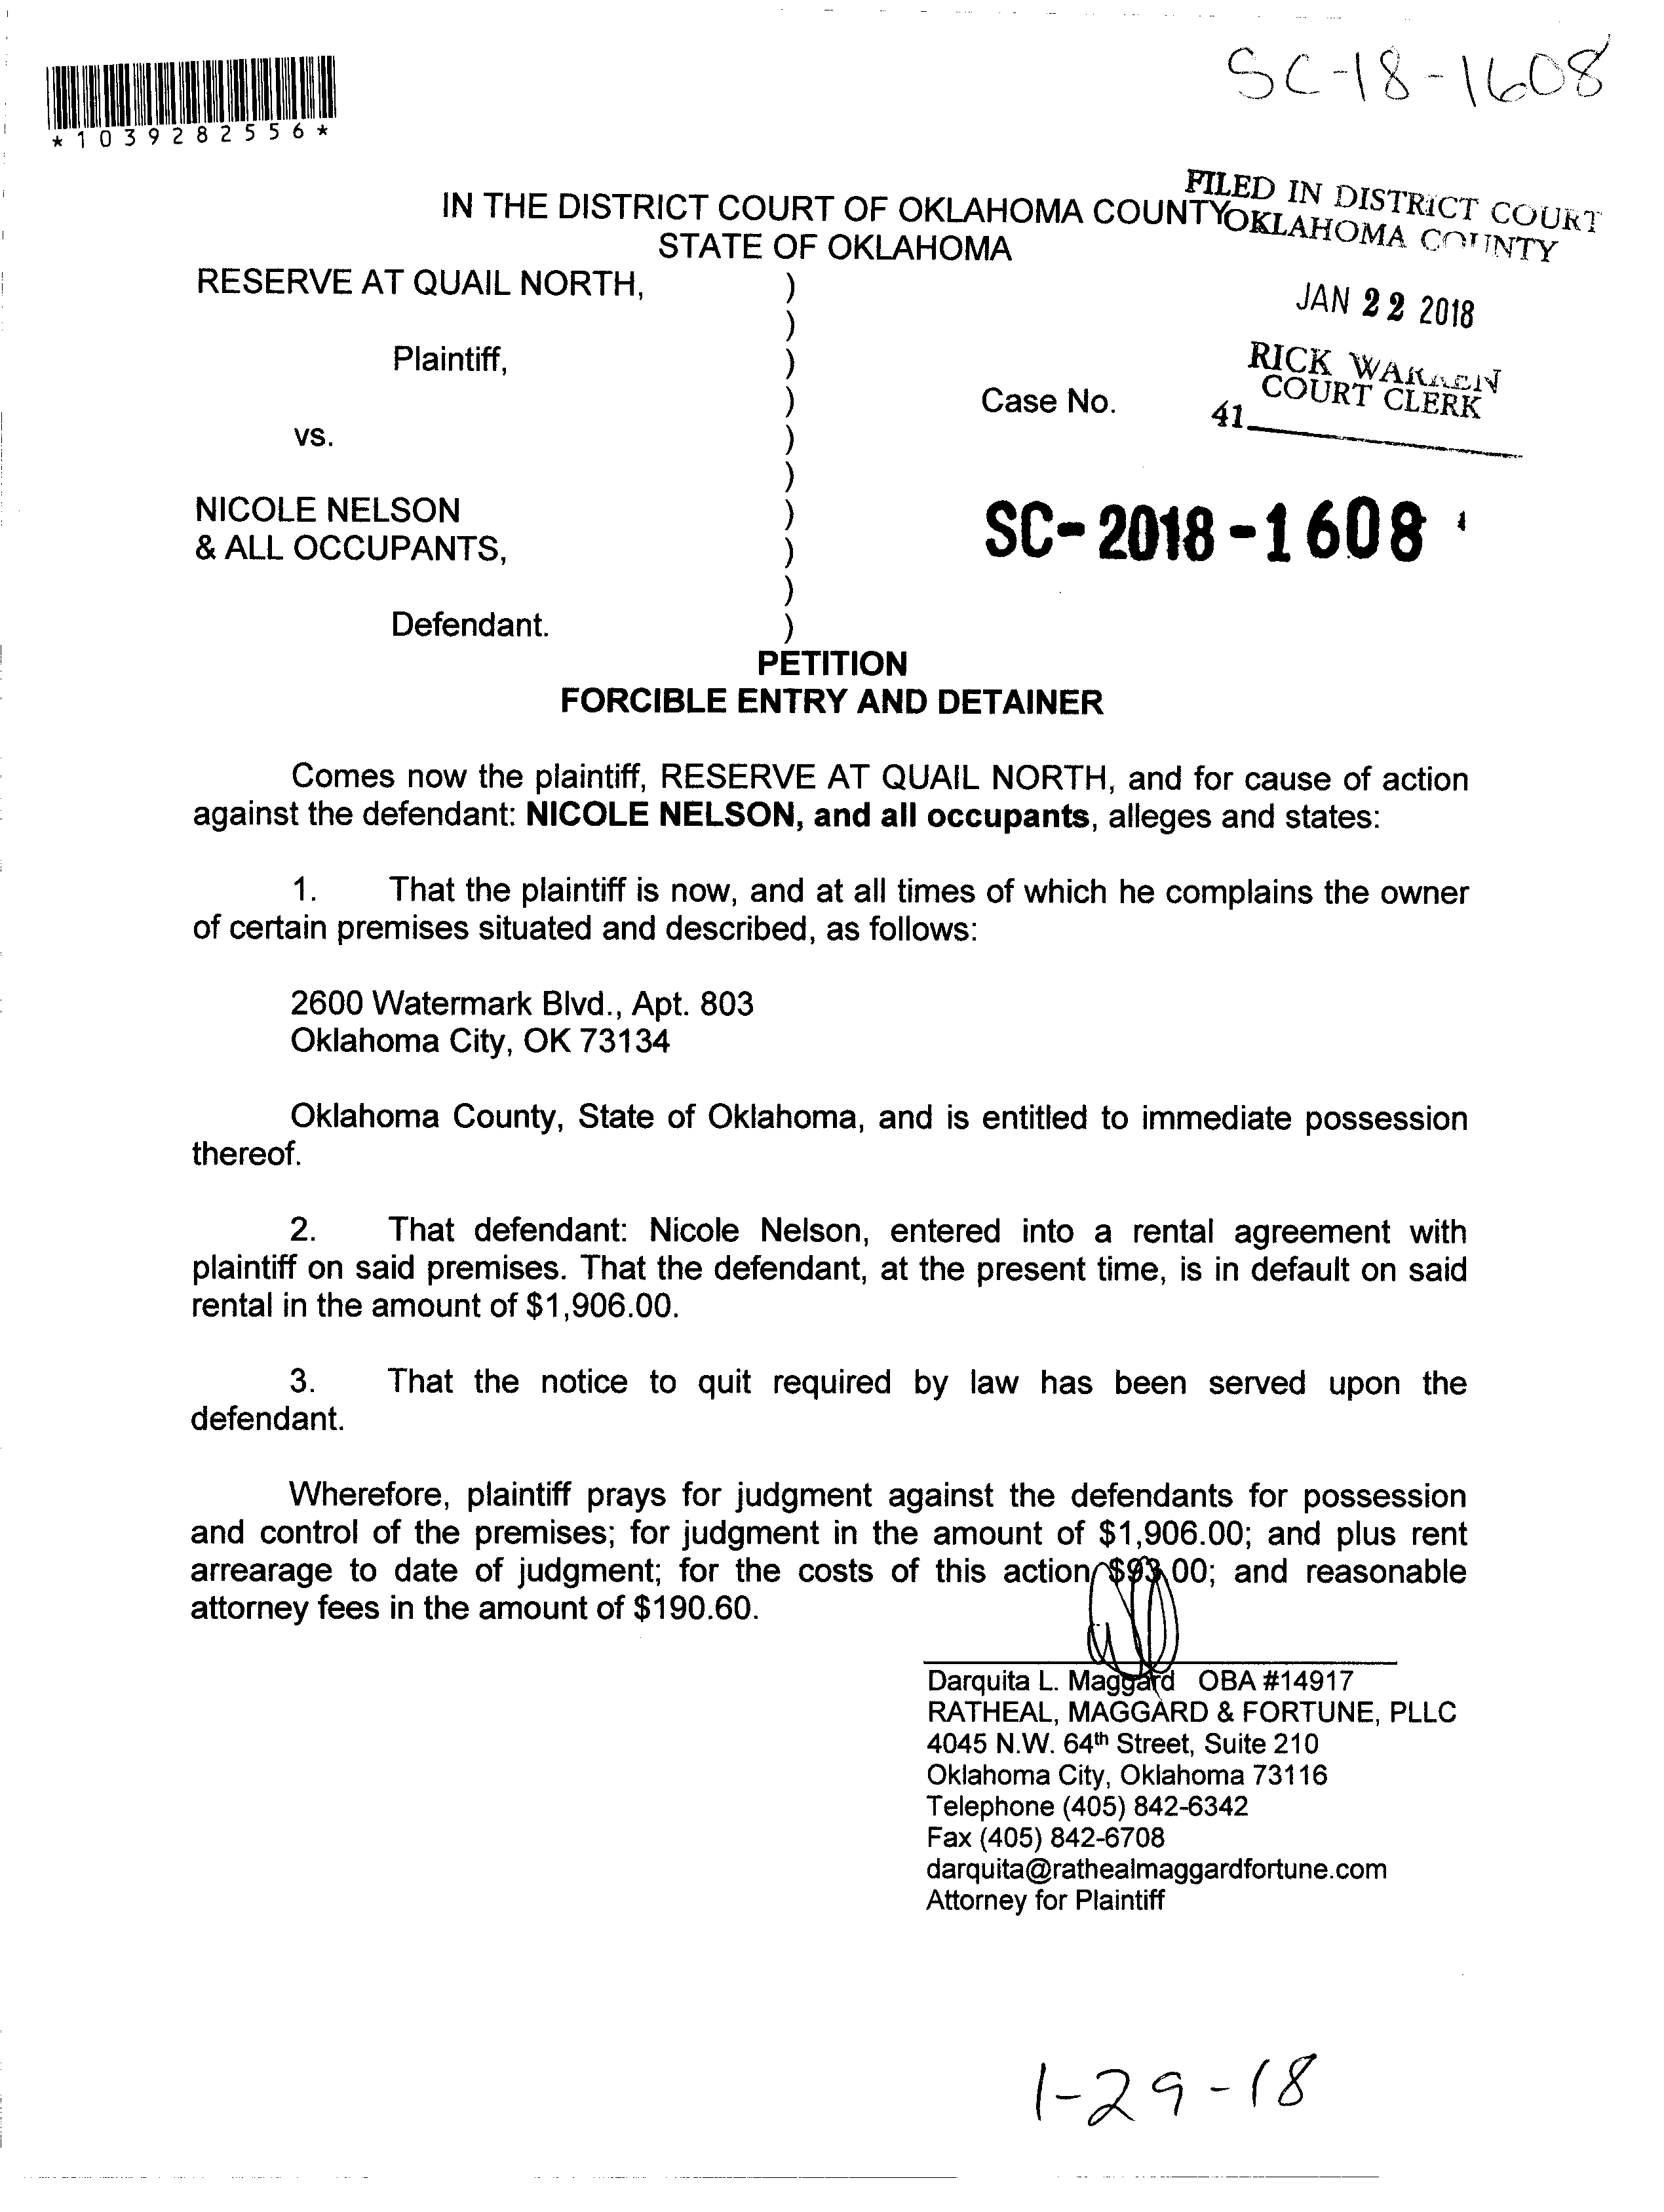 SC-18-1608
*1039282556*
FILED IN DISTRICT COURT
OKLAHOMA COUNTY
IN THE DISTRICT COURT OF OKLAHOMA COUNTY
STATE OF OKLAHOMA
RESERVE AT QUAIL NORTH, )
)
JAN 22 2018
Plaintiff, )
RICK WARREN
COURT CLERK
) Case No.
41
vs. )
)
NICOLE NELSON )
SC-2018-1608
& ALL OCCUPANTS, )
)
Defendant. )
PETITION
FORCIBLE ENTRY AND DETAINER
Comes now the plaintiff, RESERVE AT QUAIL NORTH, and for cause of action
against the defendant: NICOLE NELSON, and all occupants, alleges and states:
1. That the plaintiff is now, and at all times of which he complains the owner
of certain premises situated and described, as follows:
2600 Watermark Blvd., Apt. 803
Oklahoma City, OK 73134
Oklahoma County, State of Oklahoma, and is entitled to immediate possession
thereof.
2. That defendant: Nicole Nelson, entered into a rental agreement with
plaintiff on said premises. That the defendant, at the present time, is in default on said
rental in the amount of $1,906.00.
3. That the notice to quit required by law has been served upon the
defendant.
Wherefore, plaintiff prays for judgment against the defendants for possession
and control of the premises; for judgment in the amount of $1,906.00; and plus rent
arrearage to date of judgment; for the costs of this action $93.00; and reasonable
attorney fees in the amount of $190.60.
Darquita L. Maggard OBA #14917
RATHEAL, MAGGARD & FORTUNE, PLLC
4045 N.W. 64th Street, Suite 210
Oklahoma City, Oklahoma 73116
Telephone (405) 842-6342
Fax (405) 842-6708
darquita@rathealmaggardfortune.com
Attorney for Plaintiff
1-29-18